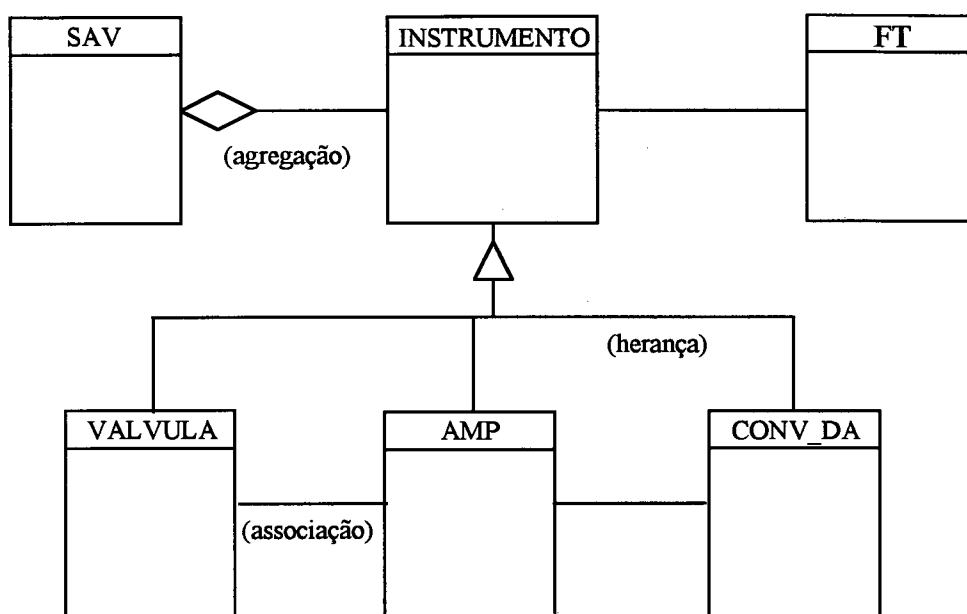 SAV
INSTRUMENTO
FT
(agregação)
(herança)
VALVULA
AMP
CONV_DA
(associação)